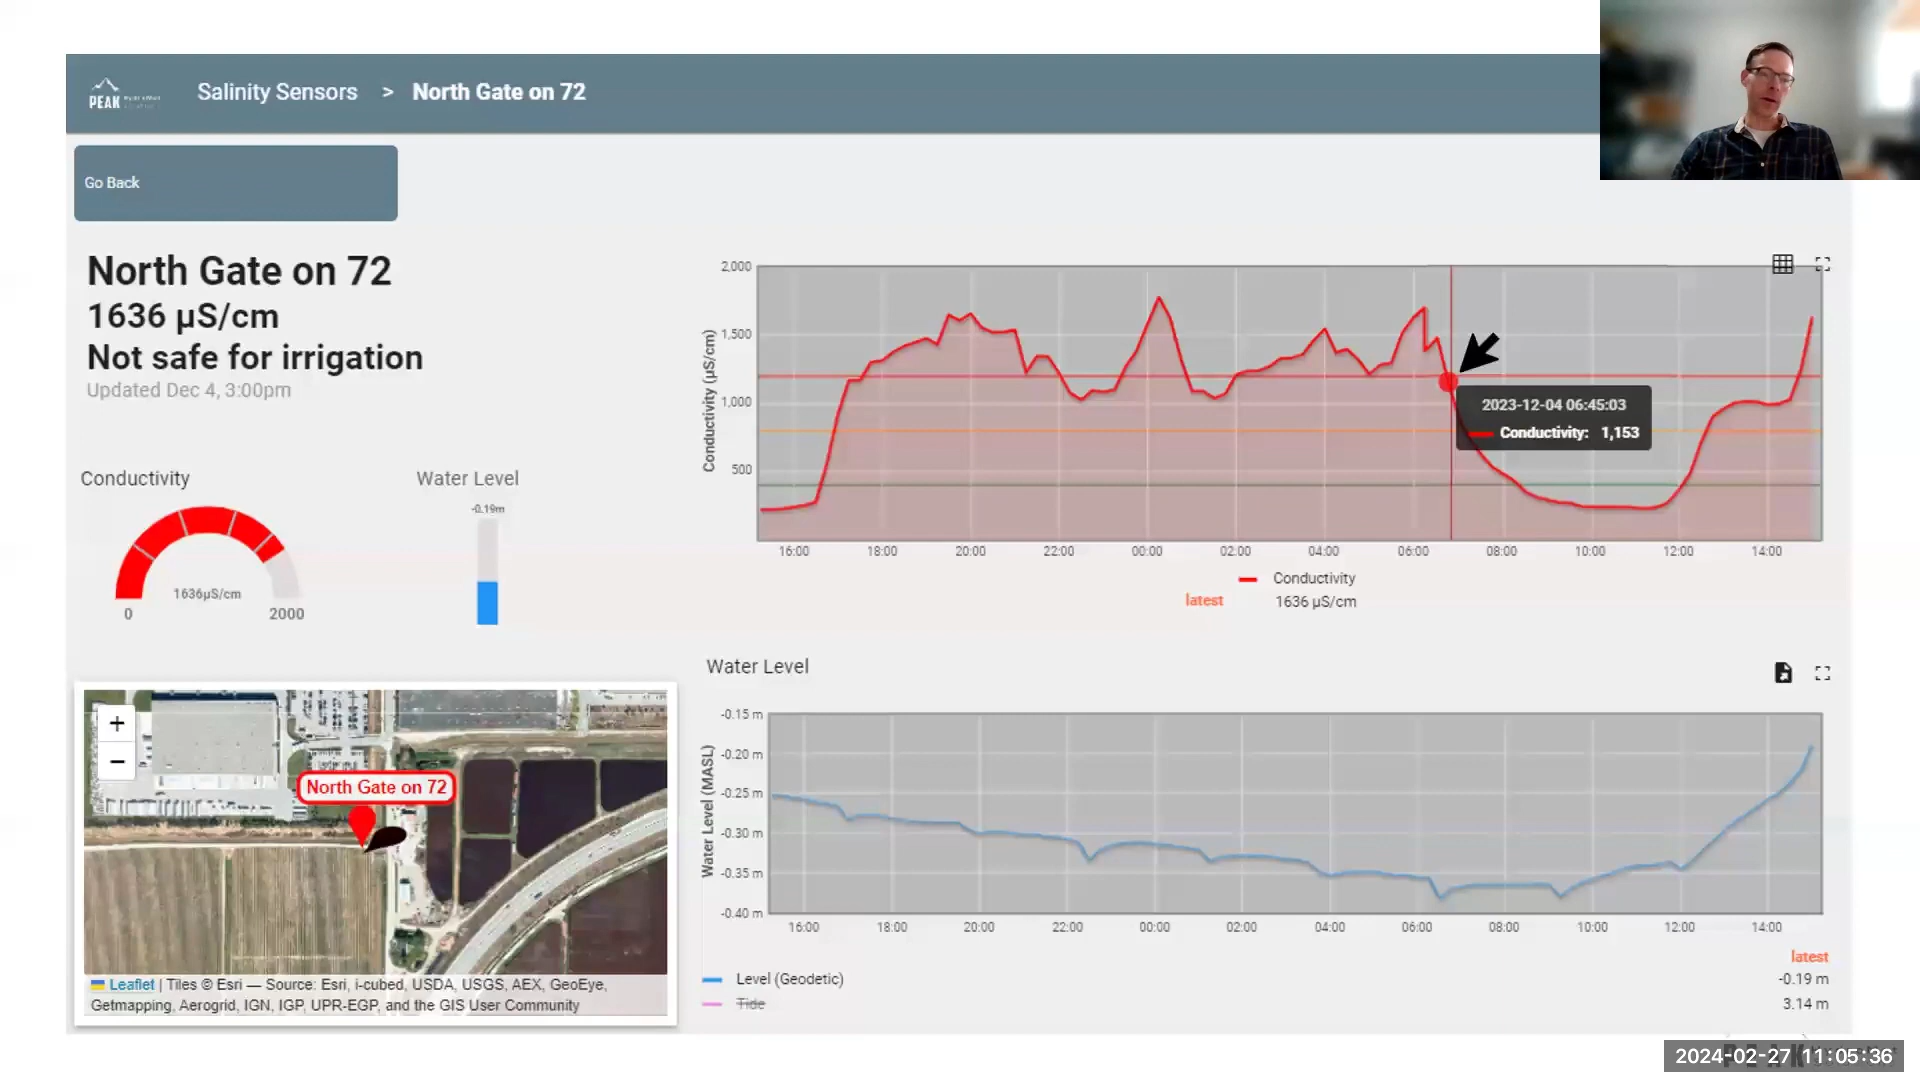 PEAK
Salinity Sensors > North Gate on 72
Go Back
North Gate on 72
1636 µS/cm
Not safe for irrigation
Updated Dec 4, 3:00pm
Conductivity
1636µS/cm
0
2000
Water Level
-0.19m
Conductivity (µS/cm)
2,000
1,500
1,000
500
2023-12-04 06:45:03
Conductivity: 1,153
16:00 18:00 20:00 22:00 00:00 02:00 04:00 06:00 08:00 10:00 12:00 14:00
Conductivity
latest 1636 µS/cm
+
−
North Gate on 72
Leaflet | Tiles © Esri — Source: Esri, i-cubed, USDA, USGS, AEX, GeoEye,
Getmapping, Aerogrid, IGN, IGP, UPR-EGP, and the GIS User Community
Water Level
Water Level (MASL)
-0.15 m
-0.20 m
-0.25 m
-0.30 m
-0.35 m
-0.40 m
16:00 18:00 20:00 22:00 00:00 02:00 04:00 06:00 08:00 10:00 12:00 14:00
latest
Level (Geodetic) -0.19 m
Tide 3.14 m
PEAK
2024-02-27 11:05:36